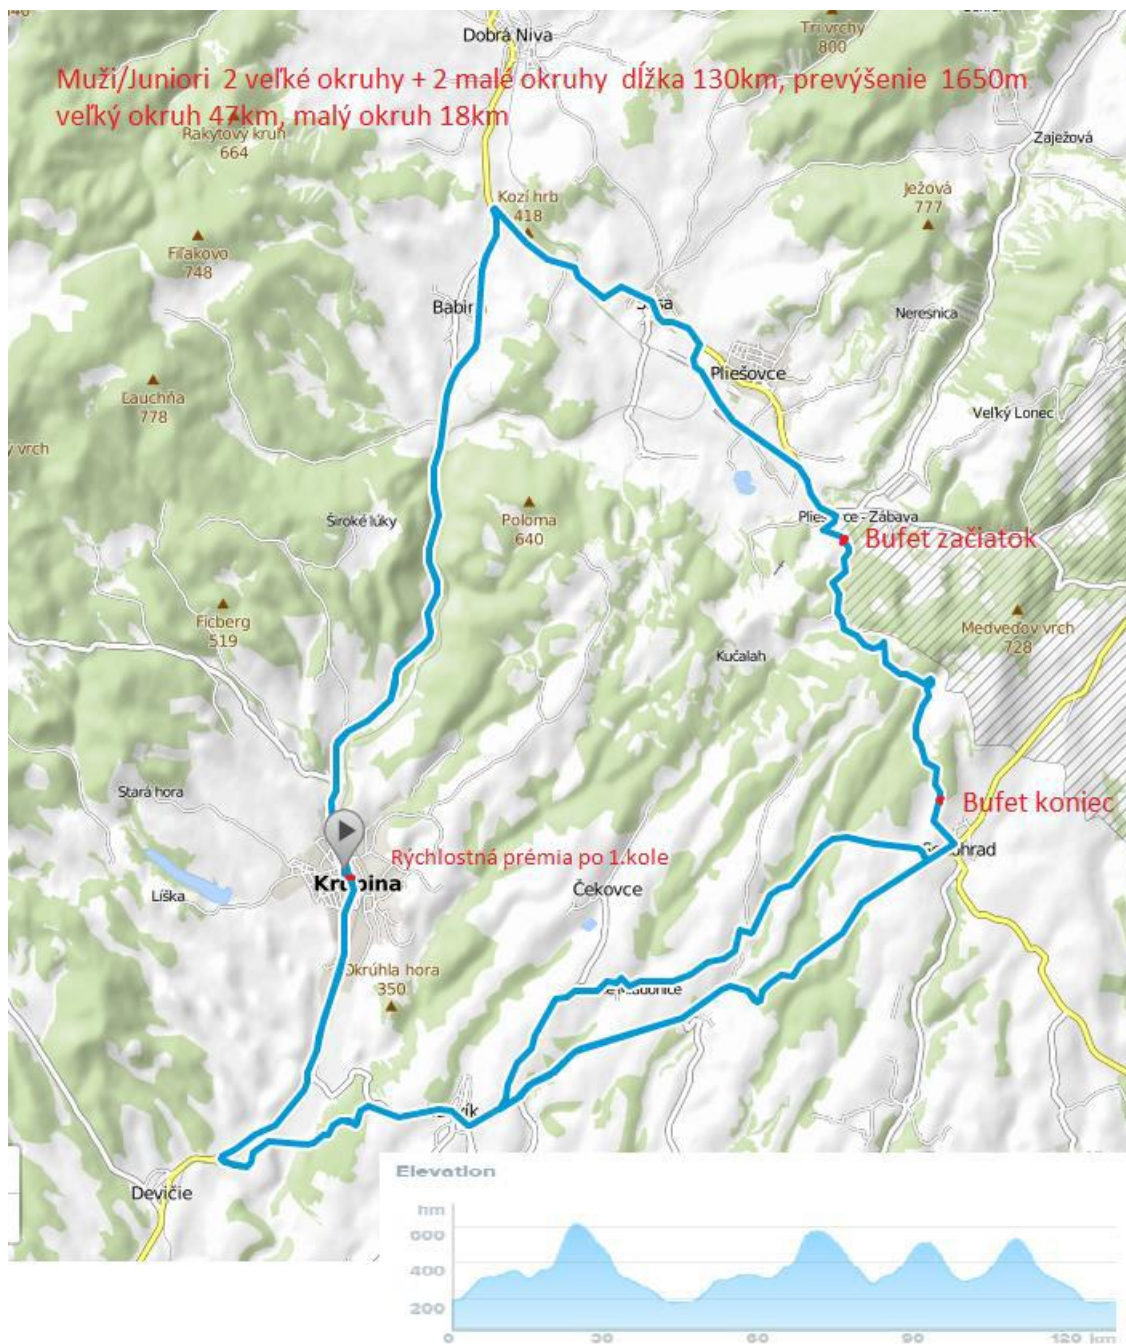 Dobrá Niva
Tri vrchy
800
Muži/Juniori 2 veľké okruhy + 2 malé okruhy dĺžka 130km, prevýšenie 1650m
veľký okruh 47km, malý okruh 18km
Rakytový kruh
664
Zaježová
Kozí hrb
418
Ježová
777
Fiľakovo
748
Neresnica
Pliešovce
Ľauchňa
778
Veľký Lonec
vrch
Široké lúky
Poloma
640
Zábava
Bufet začiatok
Ficberg
519
Medveďov vrch
728
Kučalah
Stará hora
Bufet koniec
Rýchlostná prémia po 1.kole
Krupina
Líška
Čekovce
Okrúhla hora
350
Devičie
Elevation
hm
600
400
200
0
30
60
90
120 km